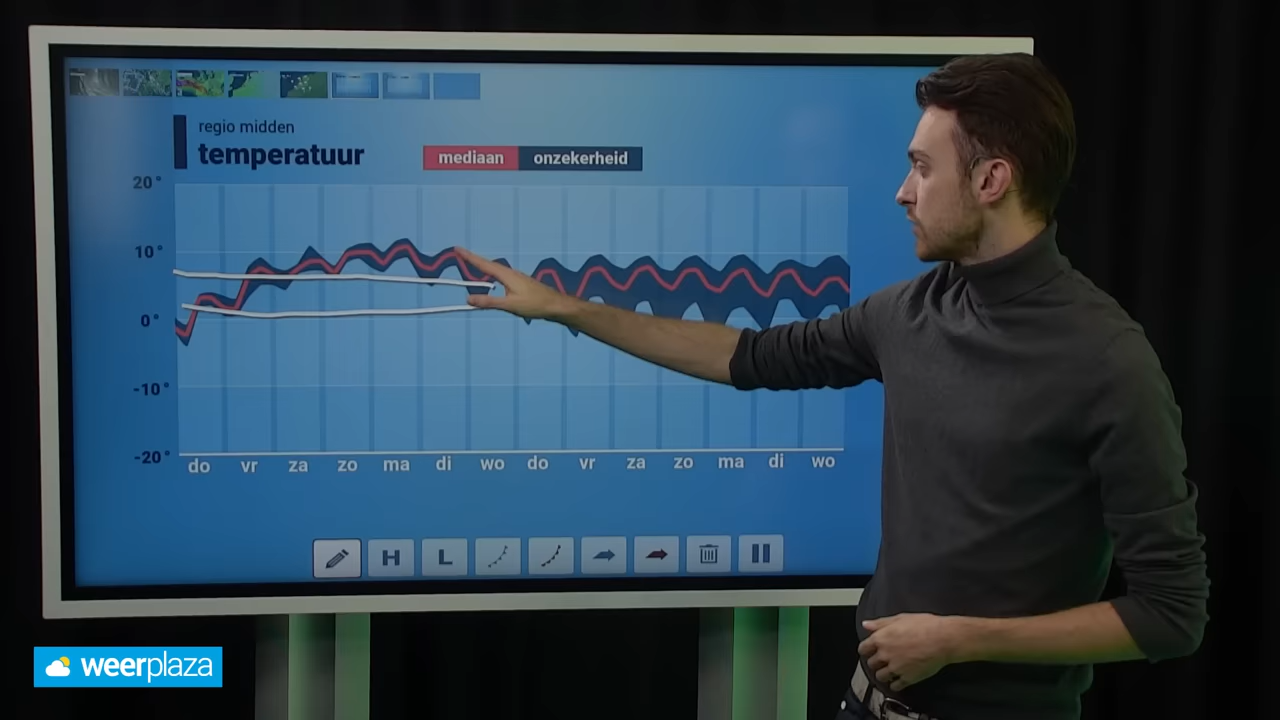 regio midden
temperatuur
mediaan onzekerheid
20°
10°
0°
-10°
-20°
do vr za zo ma di wo do vr za zo ma di wo
H L
weerplaza